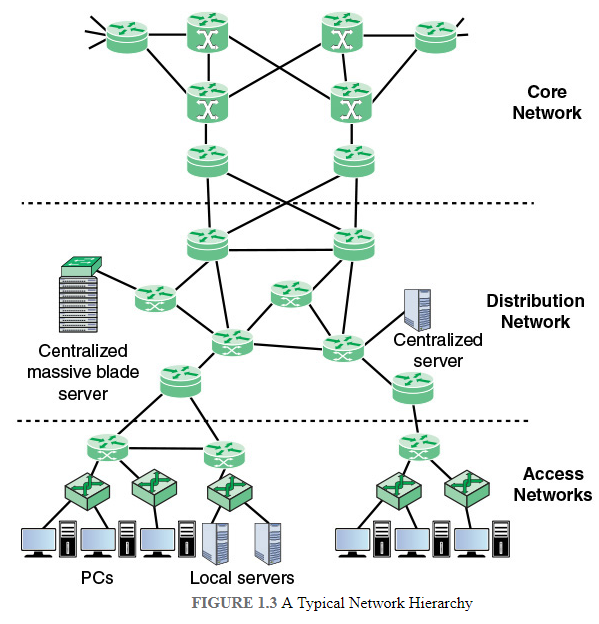 Core
Network
Distribution
Network
Centralized
massive blade
server
Centralized
server
Access
Networks
PCs
Local servers
FIGURE 1.3 A Typical Network Hierarchy